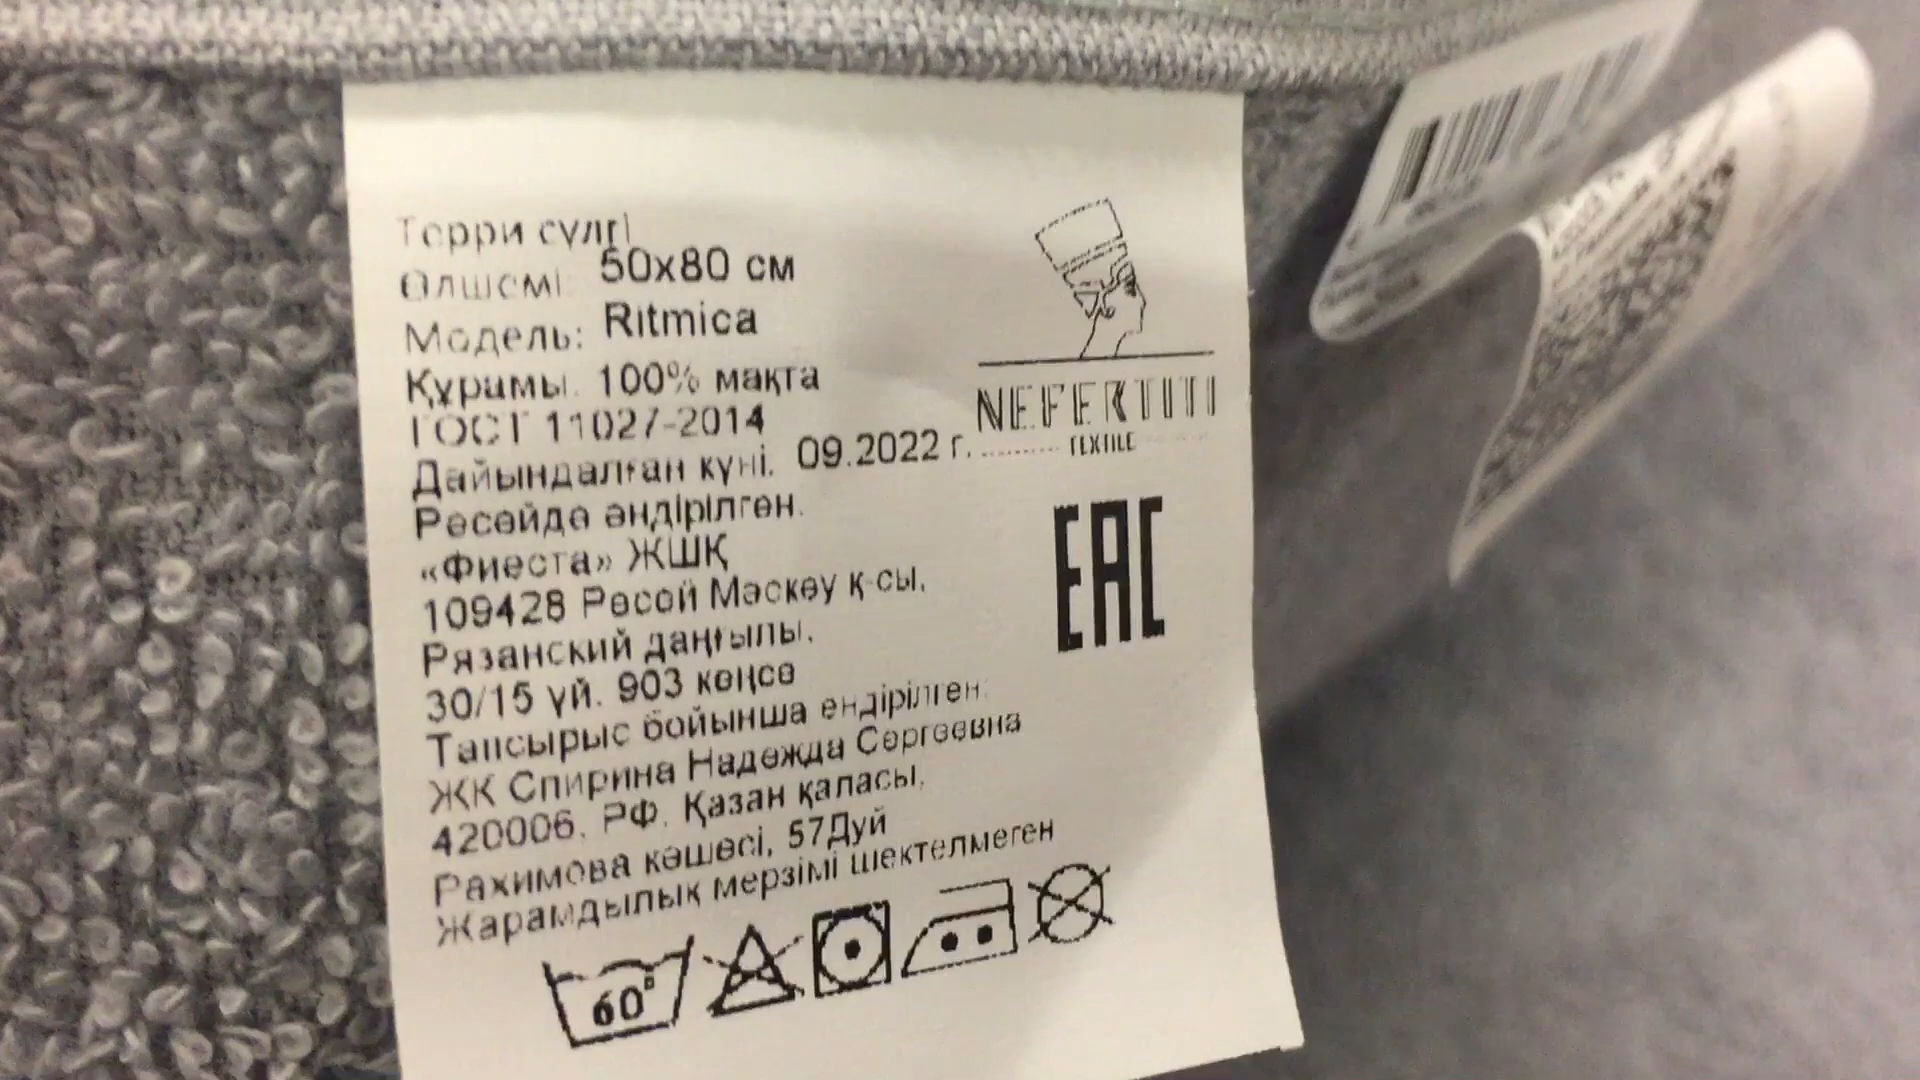 Терри сүлгі
Өлшемі: 50х80 см
Модель: Ritmica
Құрамы: 100% мақта
ГОСТ 11027-2014
Дайындалған күні: 09.2022 г.
Ресейде өндірілген.
«Фиеста» ЖШҚ
109428 Ресей Мәскеу қ-сы,
Рязанский даңғылы,
30/15 үй. 903 кеңсе
Тапсырыс бойынша өндірілген:
ЖК Спирина Надежда Сергеевна
420006, РФ, Қазан қаласы,
Рахимова көшесі, 57Дуй
Жарамдылық мерзімі шектелмеген
60°
NEFERTITI
TEXTILE
EAC